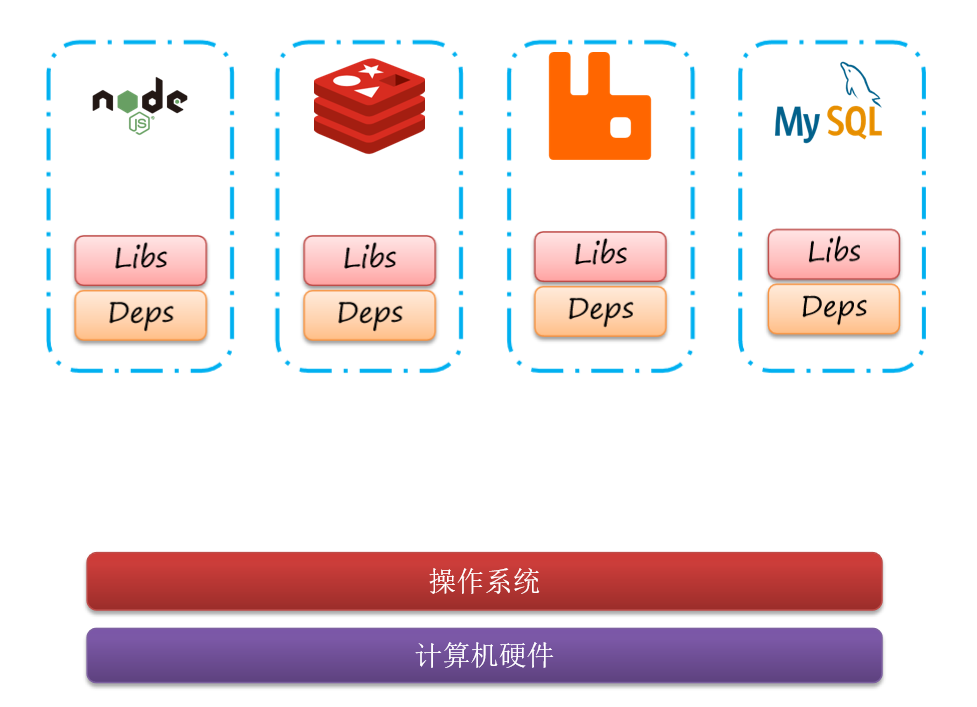 node
JS
MySQL
Libs
Libs
Libs
Libs
Deps
Deps
Deps
Deps
操作系统
计算机硬件